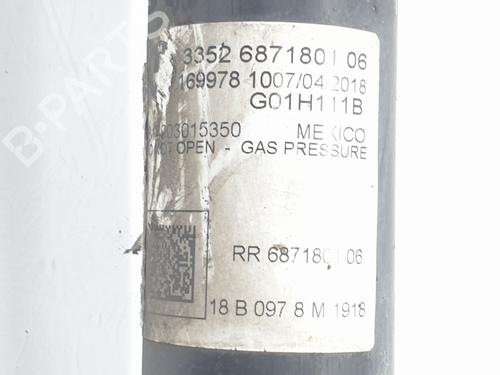 3352 6871801 06
169978 1007/04/2018
G01H111B
003015350 MEXICO
OPEN - GAS PRESSURE
RR 6871801 06
18 B 097 8 M 1918
B-PARTS